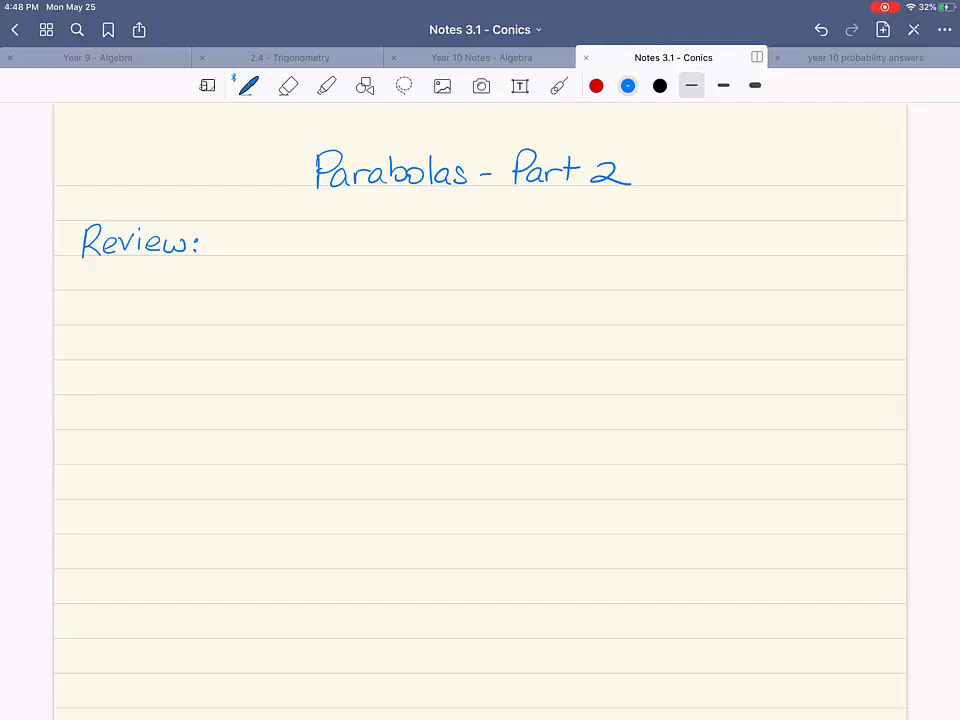 4:48 PM Mon May 25
32%
Notes 3.1 - Conics
Year 9 - Algebra
2.4 - Trigonometry
Year 10 Notes - Algebra
Notes 3.1 - Conics
year 10 probability answers
Parabolas - Part 2
Review: